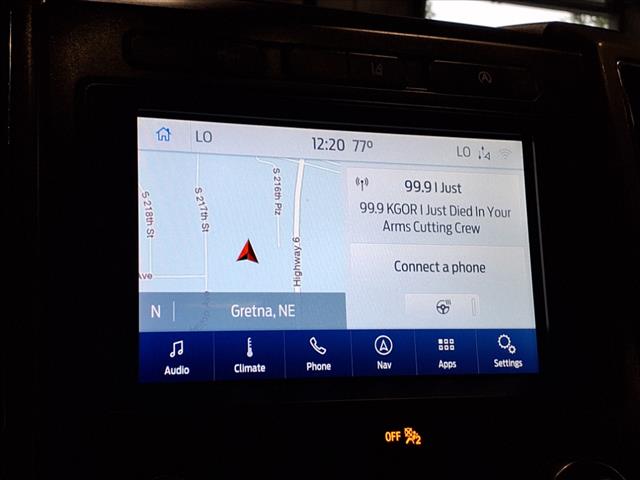 LO
12:20 77°
LO
S 218th St
S 217th St
S 216th Plz
Highway 6
Ave
N
Gretna, NE
99.9 I Just
99.9 KGOR I Just Died In Your
Arms Cutting Crew
Connect a phone
Audio
Climate
Phone
Nav
Apps
Settings
OFF
2